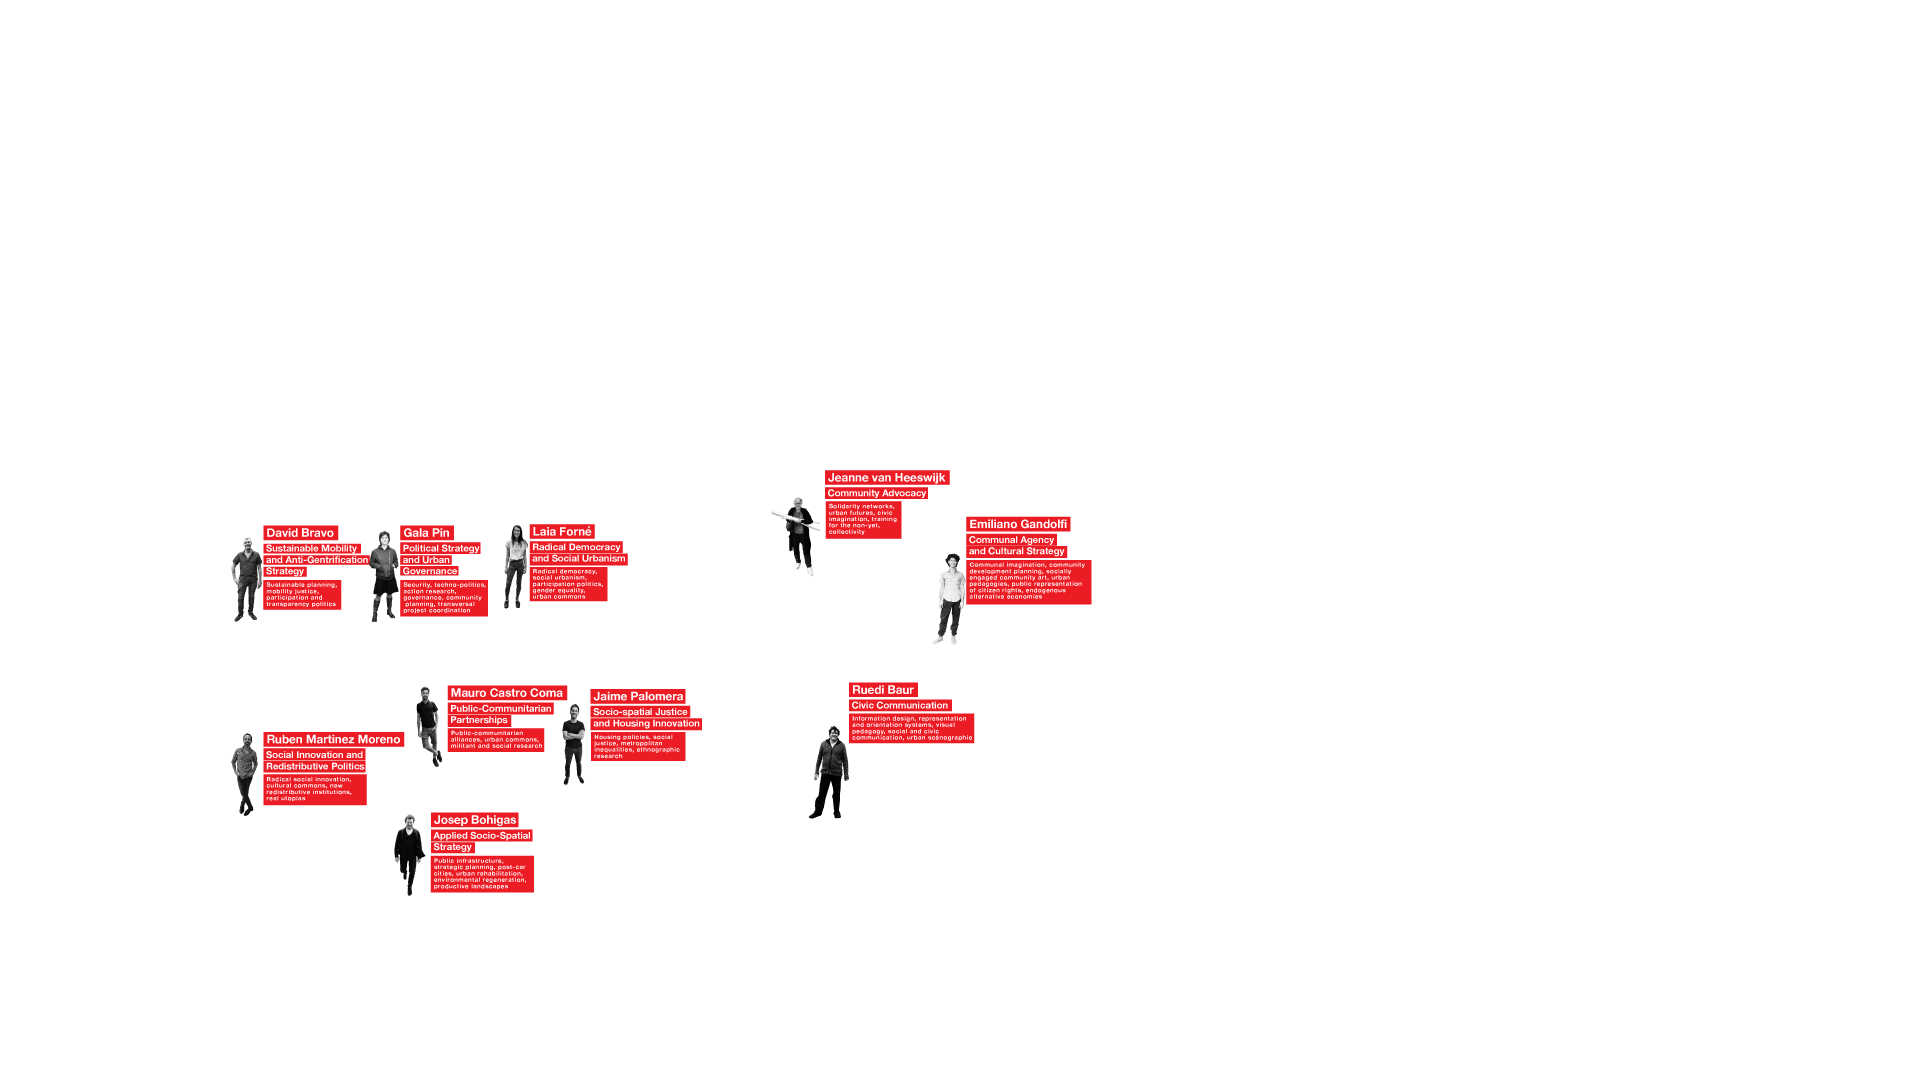 Jeanne van Heeswijk
Community Advocacy
Solidarity networks,
urban futures, civic
imagination, training
for the non-yet,
collectivity
Emiliano Gandolfi
Communal Agency
and Cultural Strategy
Communal imagination, community
development planning, socially
engaged community art, urban
pedagogies, public representation
of citizen rights, endogenous
alternative economies
David Bravo
Sustainable Mobility
and Anti-Gentrification
Strategy
Sustainable planning,
mobility justice,
participation and
transparency politics
Gala Pin
Political Strategy
and Urban
Governance
Security, techno-politics,
action research,
governance, community
planning, transversal
project coordination
Laia Forné
Radical Democracy
and Social Urbanism
Radical democracy,
social urbanism,
participation politics,
gender equality,
urban commons
Ruben Martinez Moreno
Social Innovation and
Redistributive Politics
Radical social innovation,
cultural commons, new
redistributive institutions,
real utopias
Mauro Castro Coma
Public-Communitarian
Partnerships
Public-communitarian
alliances, urban commons,
militant and social research
Jaime Palomera
Socio-spatial Justice
and Housing Innovation
Housing policies, social
justice, metropolitan
inequalities, ethnographic
research
Ruedi Baur
Civic Communication
Information design, representation
and orientation systems, visual
pedagogy, social and civic
communication, urban scénographie
Josep Bohigas
Applied Socio-Spatial
Strategy
Public infrastructure,
strategic planning, post-car
cities, urban rehabilitation,
environmental regeneration,
productive landscapes